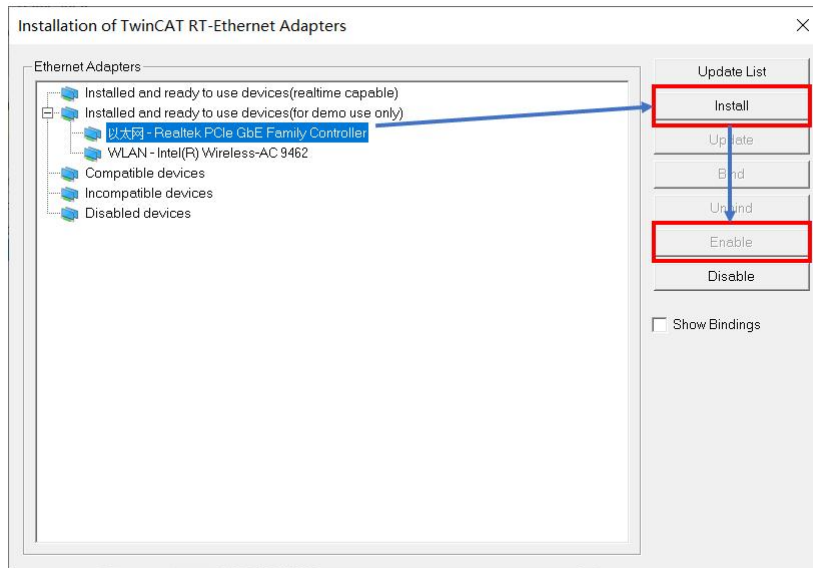 Installation of TwinCAT RT-Ethernet Adapters
Ethernet Adapters
Installed and ready to use devices(realtime capable)
Installed and ready to use devices(for demo use only)
以太网 - Realtek PCIe GbE Family Controller
WLAN - Intel(R) Wireless-AC 9462
Compatible devices
Incompatible devices
Disabled devices
Update List
Install
Update
Bind
Unbind
Enable
Disable
Show Bindings